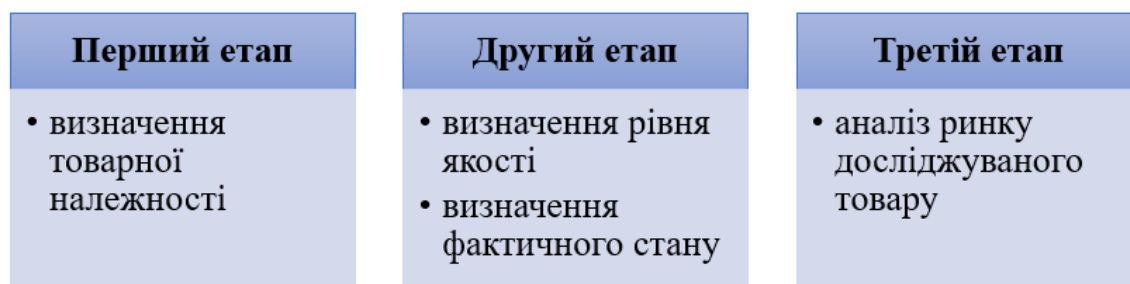 Перший етап
• визначення
товарної
належності
Другий етап
• визначення рівня
якості
• визначення
фактичного стану
Третій етап
• аналіз ринку
досліджуваного
товару